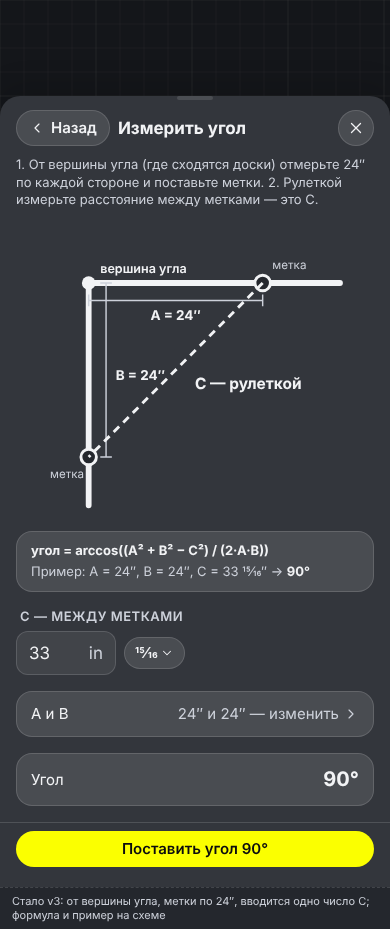 Назад
Измерить угол
1. От вершины угла (где сходятся доски) отмерьте 24″
по каждой стороне и поставьте метки. 2. Рулеткой
измерьте расстояние между метками — это C.
вершина угла
метка
A = 24″
B = 24″
C — рулеткой
метка
угол = arccos((A² + B² − C²) / (2·A·B))
Пример: A = 24″, B = 24″, C = 33 ¹⁵⁄₁₆″ → 90°
C — МЕЖДУ МЕТКАМИ
33 in ¹⁵⁄₁₆
A и B 24″ и 24″ — изменить
Угол 90°
Поставить угол 90°
Стало v3: от вершины угла, метки по 24″, вводится одно число C;
формула и пример на схеме